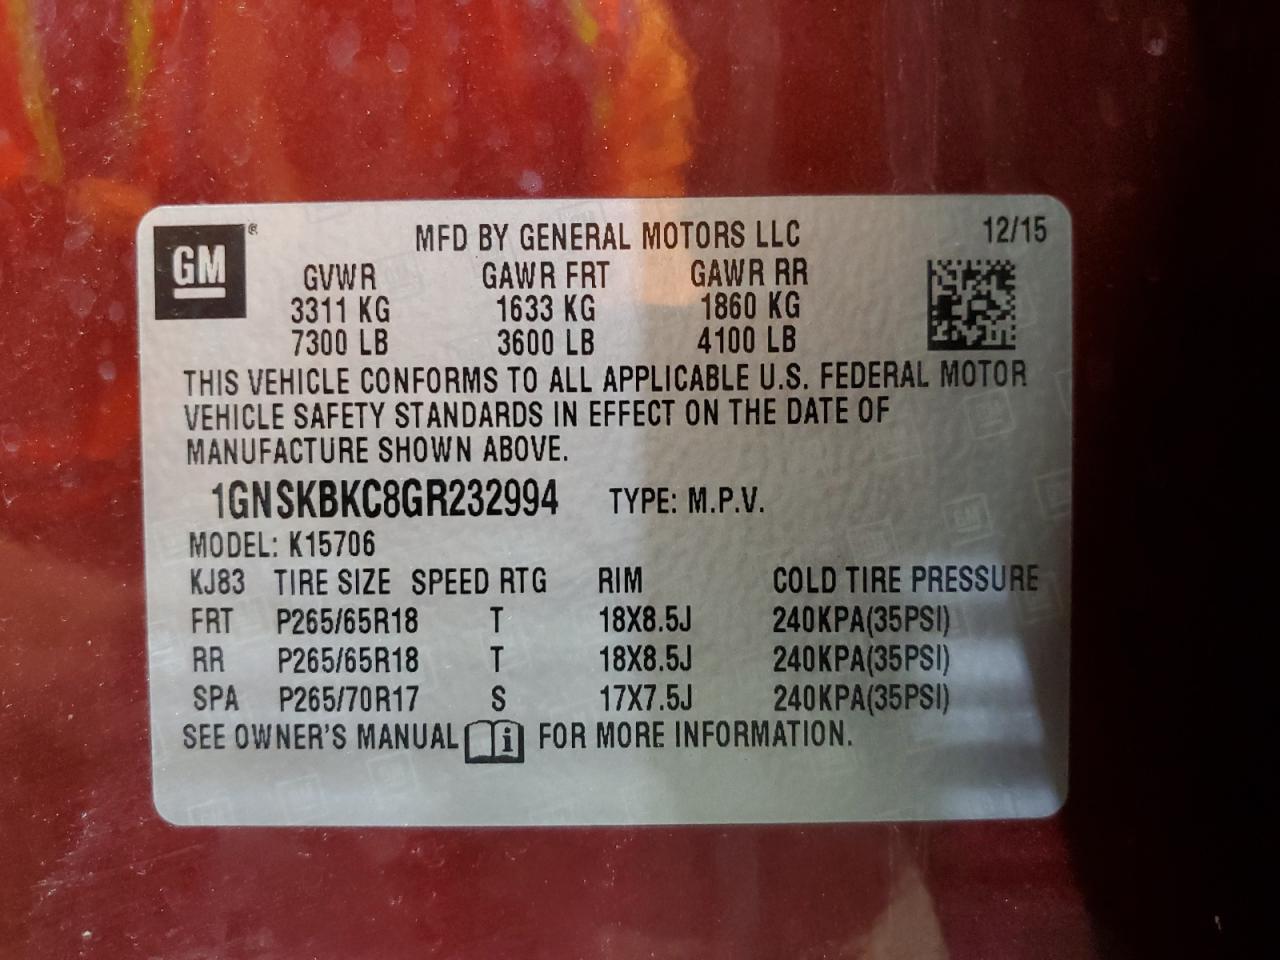 GM ® MFD BY GENERAL MOTORS LLC 12/15
GVWR GAWR FRT GAWR RR
3311 KG 1633 KG 1860 KG
7300 LB 3600 LB 4100 LB
THIS VEHICLE CONFORMS TO ALL APPLICABLE U.S. FEDERAL MOTOR
VEHICLE SAFETY STANDARDS IN EFFECT ON THE DATE OF
MANUFACTURE SHOWN ABOVE.
1GNSKBKC8GR232994 TYPE: M.P.V.
MODEL: K15706
KJ83 TIRE SIZE SPEED RTG RIM COLD TIRE PRESSURE
FRT P265/65R18 T 18X8.5J 240KPA(35PSI)
RR P265/65R18 T 18X8.5J 240KPA(35PSI)
SPA P265/70R17 S 17X7.5J 240KPA(35PSI)
SEE OWNER'S MANUAL i FOR MORE INFORMATION.